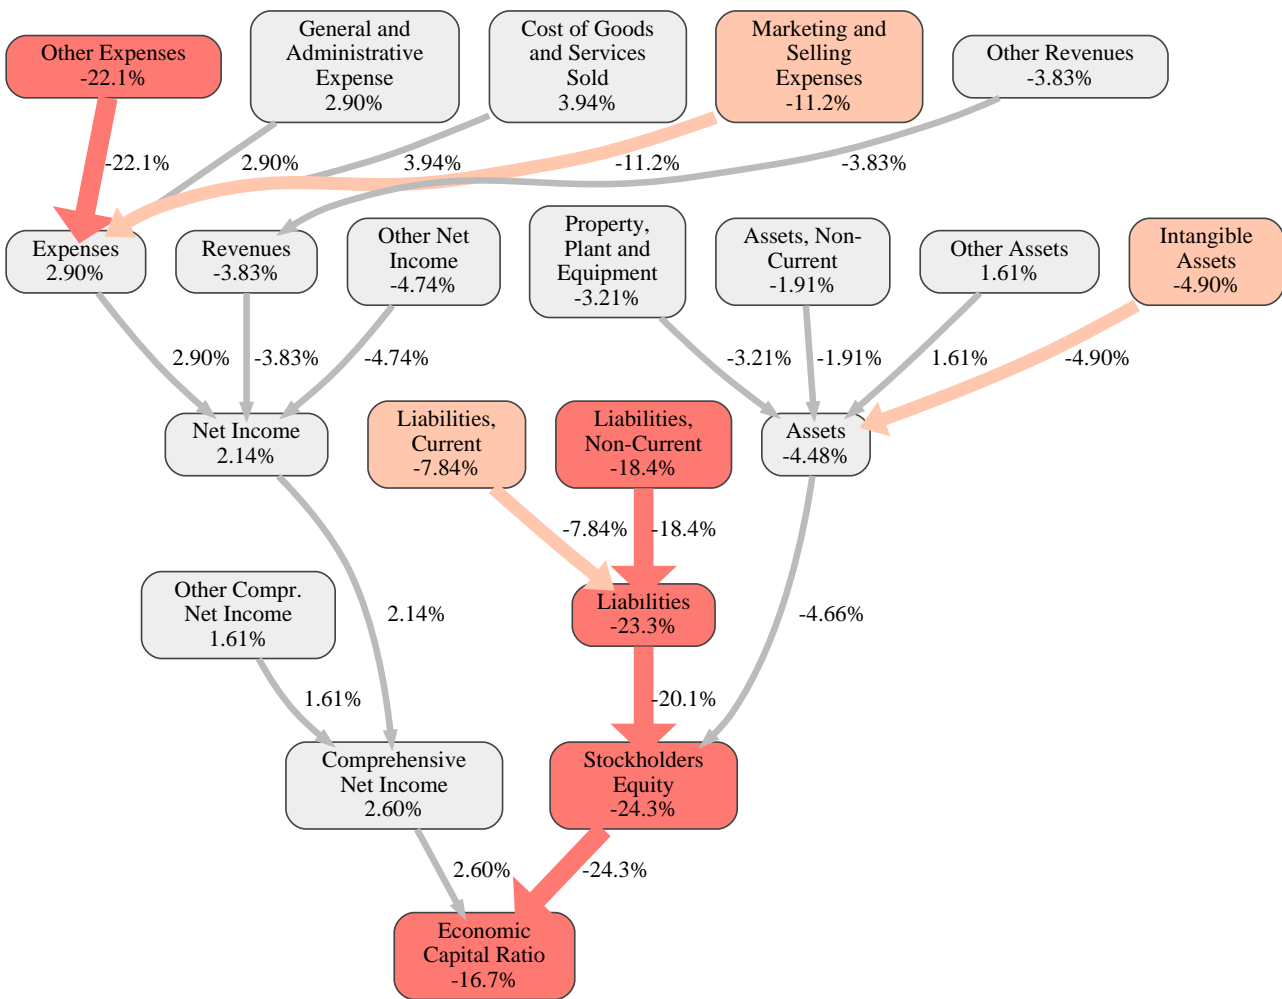 Other Expenses
-22.1%
General and
Administrative
Expense
2.90%
Cost of Goods
and Services
Sold
3.94%
Marketing and
Selling
Expenses
-11.2%
Other Revenues
-3.83%
-22.1%
2.90%
3.94%
-11.2%
-3.83%
Expenses
2.90%
Revenues
-3.83%
Other Net
Income
-4.74%
Property,
Plant and
Equipment
-3.21%
Assets, Non-
Current
-1.91%
Other Assets
1.61%
Intangible
Assets
-4.90%
2.90%
-3.83%
-4.74%
-3.21%
-1.91%
1.61%
-4.90%
Net Income
2.14%
Liabilities,
Current
-7.84%
Liabilities,
Non-Current
-18.4%
Assets
-4.48%
-7.84%
-18.4%
Other Compr.
Net Income
1.61%
2.14%
Liabilities
-23.3%
-4.66%
1.61%
-20.1%
Comprehensive
Net Income
2.60%
Stockholders
Equity
-24.3%
2.60%
-24.3%
Economic
Capital Ratio
-16.7%